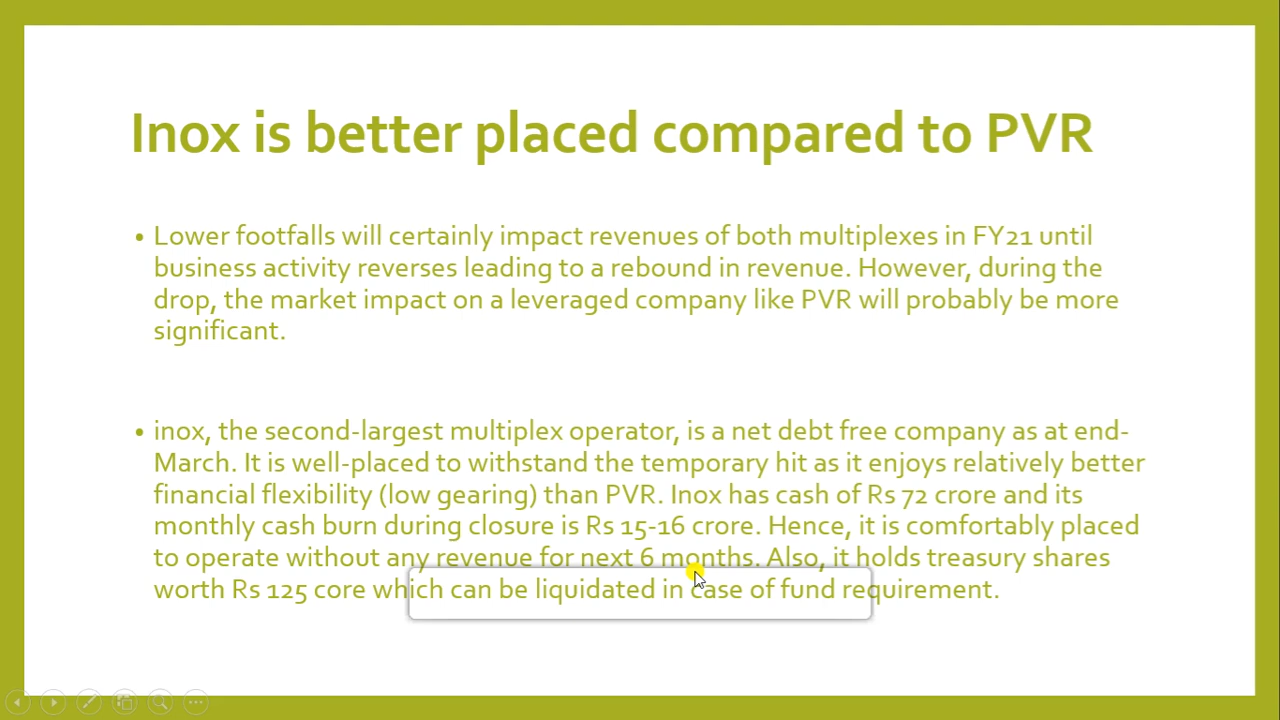 Inox is better placed compared to PVR
• Lower footfalls will certainly impact revenues of both multiplexes in FY21 until
business activity reverses leading to a rebound in revenue. However, during the
drop, the market impact on a leveraged company like PVR will probably be more
significant.
• inox, the second-largest multiplex operator, is a net debt free company as at end-
March. It is well-placed to withstand the temporary hit as it enjoys relatively better
financial flexibility (low gearing) than PVR. Inox has cash of Rs 72 crore and its
monthly cash burn during closure is Rs 15-16 crore. Hence, it is comfortably placed
to operate without any revenue for next 6 months. Also, it holds treasury shares
worth Rs 125 core which can be liquidated in case of fund requirement.